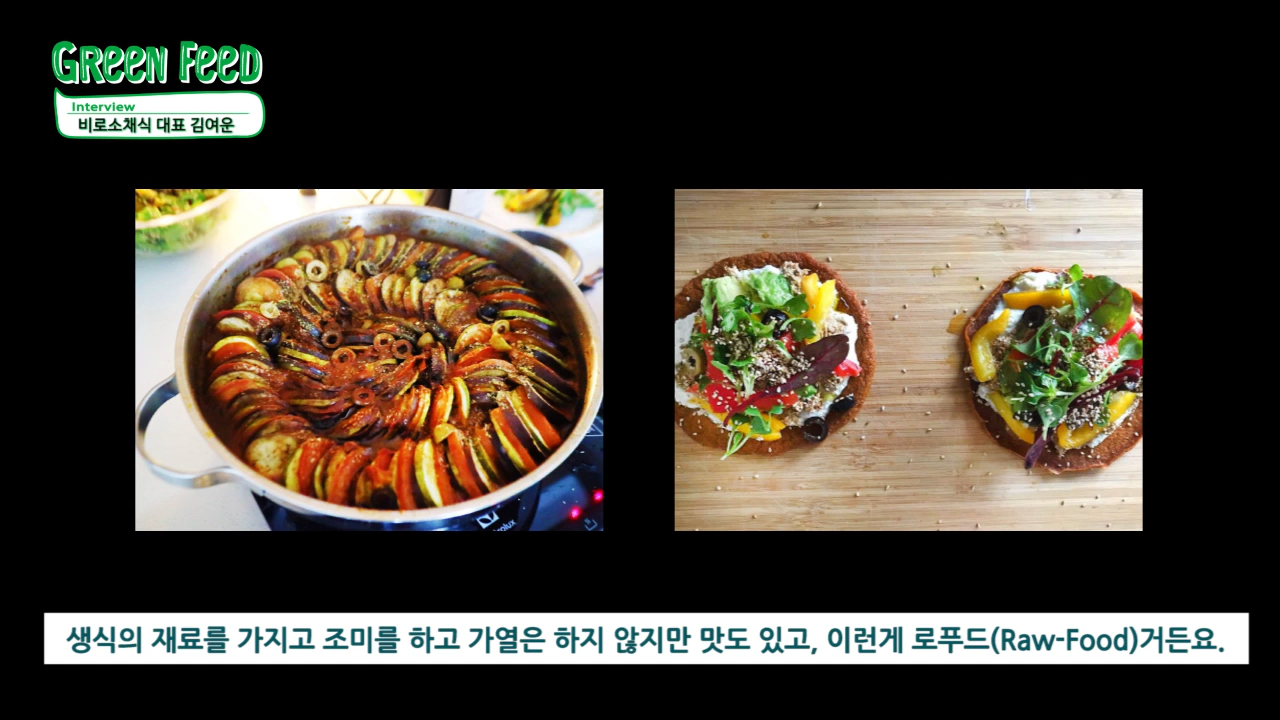 GREEN FEED
Interview
비로소채식 대표 김여운
생식의 재료를 가지고 조미를 하고 가열은 하지 않지만 맛도 있고, 이런게 로푸드(Raw-Food)거든요.